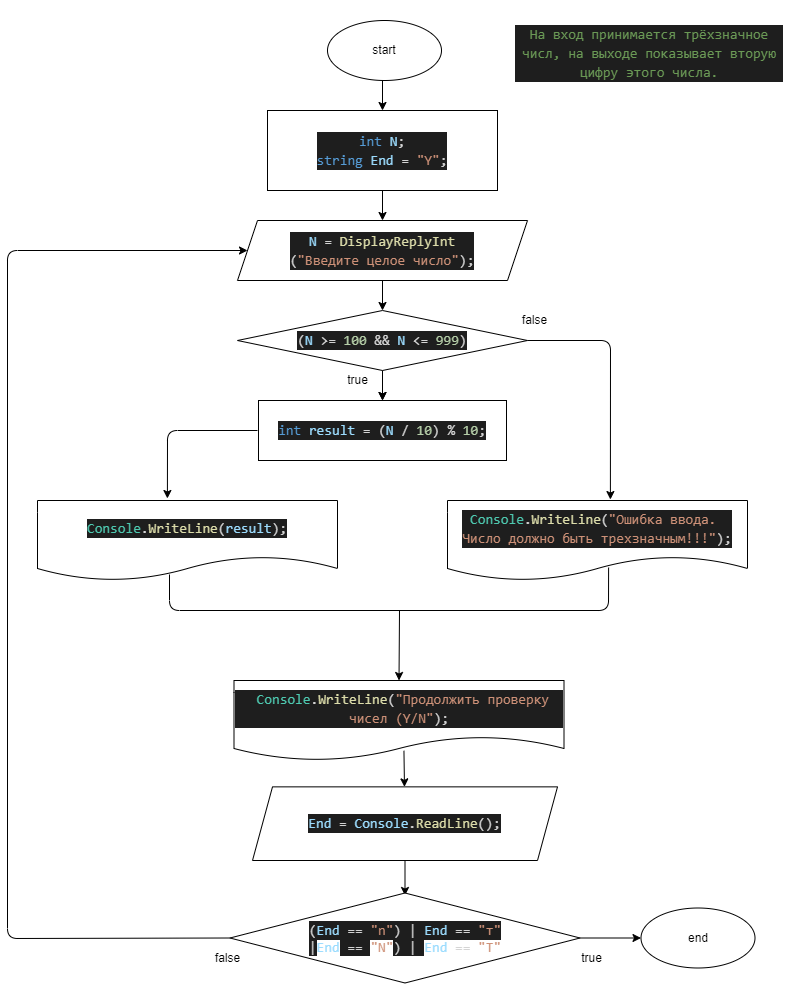 start
На вход принимается трёхзначное
числ, на выходе показывает вторую
цифру этого числа.
int N;
string End = "Y";
N = DisplayReplyInt
("Введите целое число");
false
(N >= 100 && N <= 999)
true
int result = (N / 10) % 10;
Console.WriteLine(result);
Console.WriteLine("Ошибка ввода.
Число должно быть трехзначным!!!");
Console.WriteLine("Продолжить проверку
чисел (Y/N");
End = Console.ReadLine();
(End == "n") | End == "т"
|End == "N") | End == "Т"
end
false
true